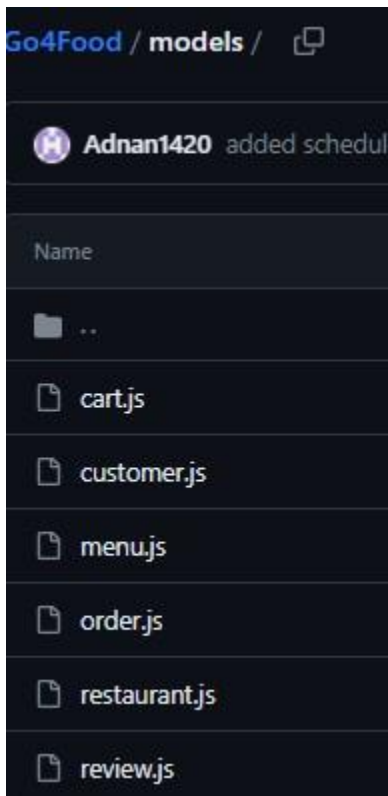 Go4Food / models /
Adnan1420 added schedul
Name
..
cart.js
customer.js
menu.js
order.js
restaurant.js
review.js